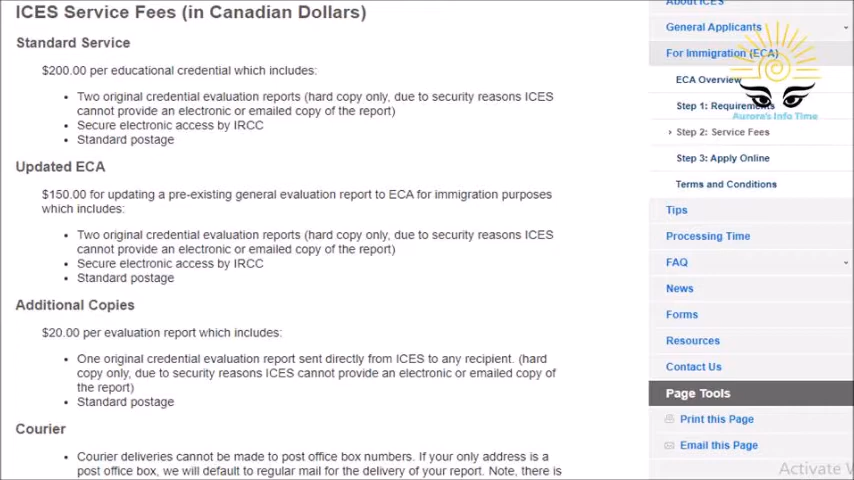 ICES Service Fees (in Canadian Dollars)
Standard Service
$200.00 per educational credential which includes:
• Two original credential evaluation reports (hard copy only, due to security reasons ICES
cannot provide an electronic or emailed copy of the report)
• Secure electronic access by IRCC
• Standard postage
Updated ECA
$150.00 for updating a pre-existing general evaluation report to ECA for immigration purposes
which includes:
• Two original credential evaluation reports (hard copy only, due to security reasons ICES
cannot provide an electronic or emailed copy of the report)
• Secure electronic access by IRCC
• Standard postage
Additional Copies
$20.00 per evaluation report which includes:
• One original credential evaluation report sent directly from ICES to any recipient. (hard
copy only, due to security reasons ICES cannot provide an electronic or emailed copy of
the report)
• Standard postage
Courier
• Courier deliveries cannot be made to post office box numbers. If your only address is a
post office box, we will default to regular mail for the delivery of your report. Note, there is
About ICES
General Applicants
For Immigration (ECA)
ECA Overview
Step 1: Requirements
Step 2: Service Fees
Step 3: Apply Online
Terms and Conditions
Tips
Processing Time
FAQ
News
Forms
Resources
Contact Us
Page Tools
Print this Page
Email this Page
Aurora's Info Time
Activate